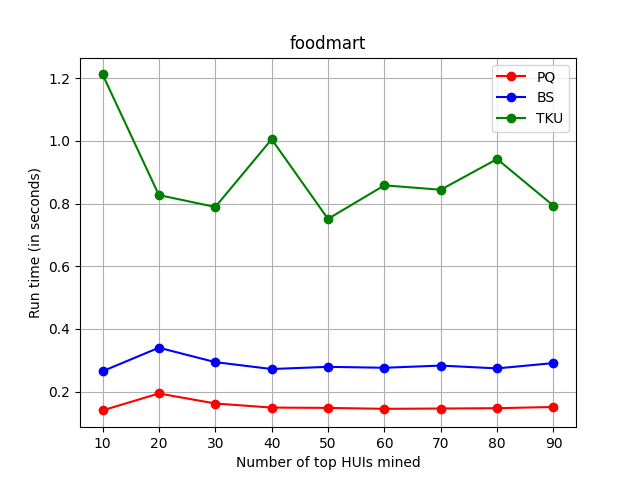 foodmart
PQ
BS
TKU
Run time (in seconds)
1.2
1.0
0.8
0.6
0.4
0.2
10 20 30 40 50 60 70 80 90
Number of top HUIs mined